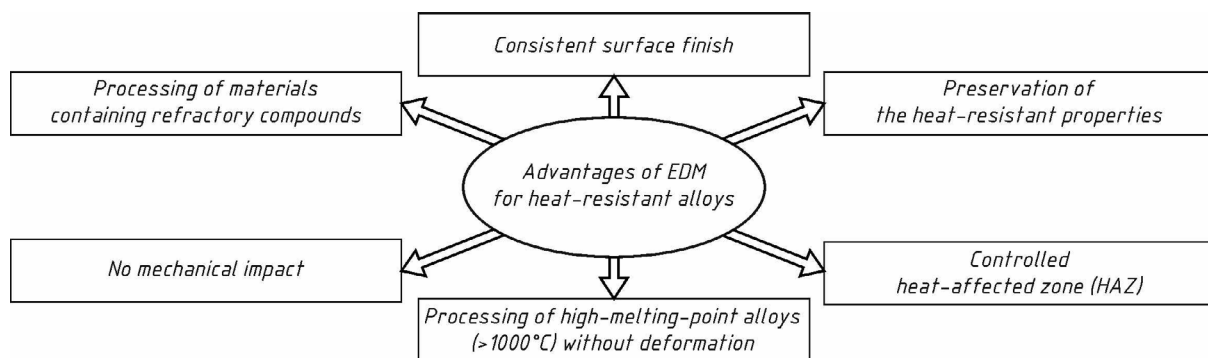 Consistent surface finish
Processing of materials
containing refractory compounds
Preservation of
the heat-resistant properties
Advantages of EDM
for heat-resistant alloys
No mechanical impact
Controlled
heat-affected zone (HAZ)
Processing of high-melting-point alloys
(>1000°C) without deformation